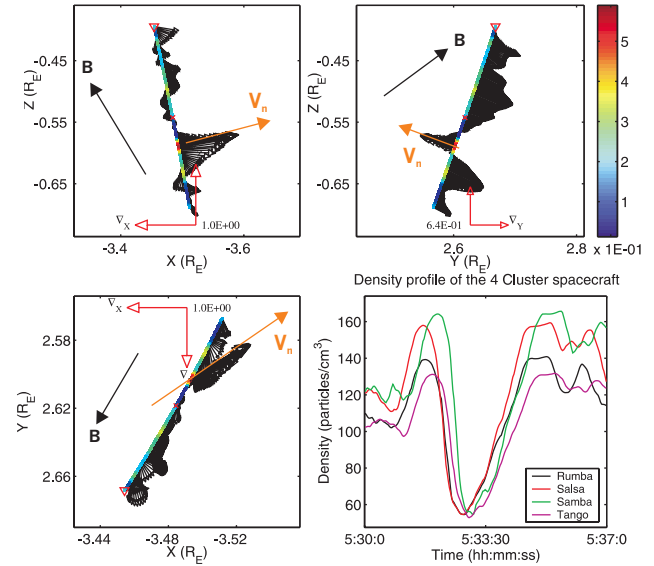 -0.45
-0.55
-0.65
Z (R_E)
B
V_n
∇_X
1.0E+00
-3.4
-3.6
X (R_E)
-0.45
-0.55
-0.65
Z (R_E)
B
V_n
6.4E-01
∇_Y
2.6
2.8
Y (R_E)
5
4
3
2
1
x 1E-01
2.58
2.62
2.66
Y (R_E)
∇_X
1.0E+00
∇
V_n
B
-3.44
-3.48
-3.52
X (R_E)
Density profile of the 4 Cluster spacecraft
160
140
120
100
80
60
Density (particles/cm³)
Rumba
Salsa
Samba
Tango
5:30:0
5:33:30
5:37:0
Time (hh:mm:ss)